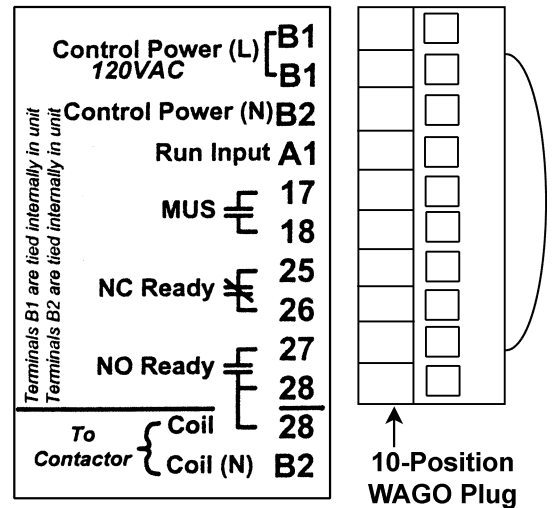 Control Power (L) B1
120VAC B1
Control Power (N) B2
Run Input A1
17
MUS
18
25
NC Ready
26
27
NO Ready
28
To Contactor
Coil 28
Coil (N) B2
Terminals B1 are tied internally in unit
Terminals B2 are tied internally in unit
10-Position
WAGO Plug